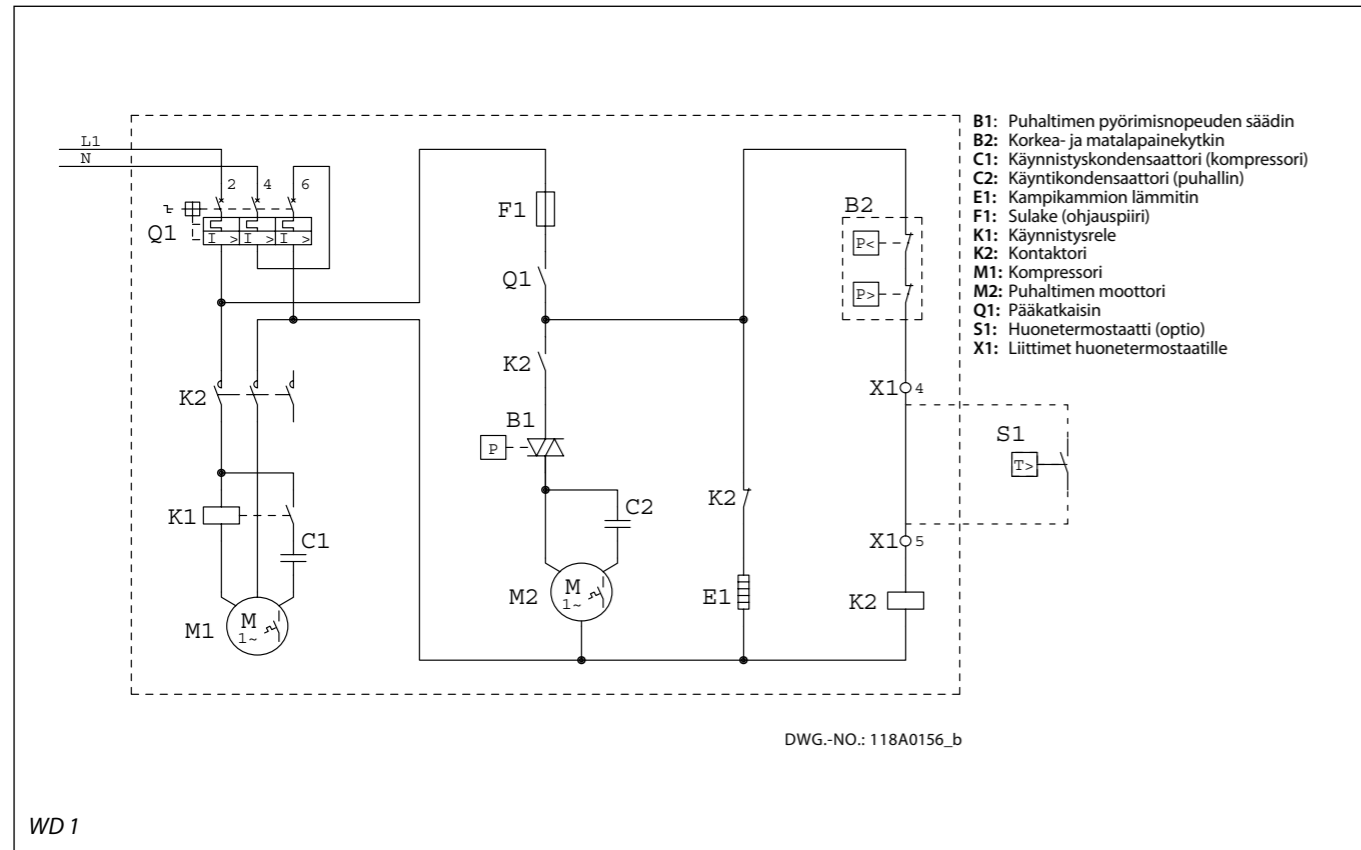 L1
N
2 4 6
Q1
I > I > I >
K2
K1
C1
M1
M
1~
F1
Q1
K2
B1
P
C2
M2
M
1~
K2
E1
B2
P<
P>
X1 4
S1
T>
X1 5
K2
B1: Puhaltimen pyörimisnopeuden säädin
B2: Korkea- ja matalapainekytkin
C1: Käynnistyskondensaattori (kompressori)
C2: Käyntikondensaattori (puhallin)
E1: Kampikammion lämmitin
F1: Sulake (ohjauspiiri)
K1: Käynnistysrele
K2: Kontaktori
M1: Kompressori
M2: Puhaltimen moottori
Q1: Pääkatkaisin
S1: Huonetermostaatti (optio)
X1: Liittimet huonetermostaatille
DWG.-NO.: 118A0156_b
WD 1